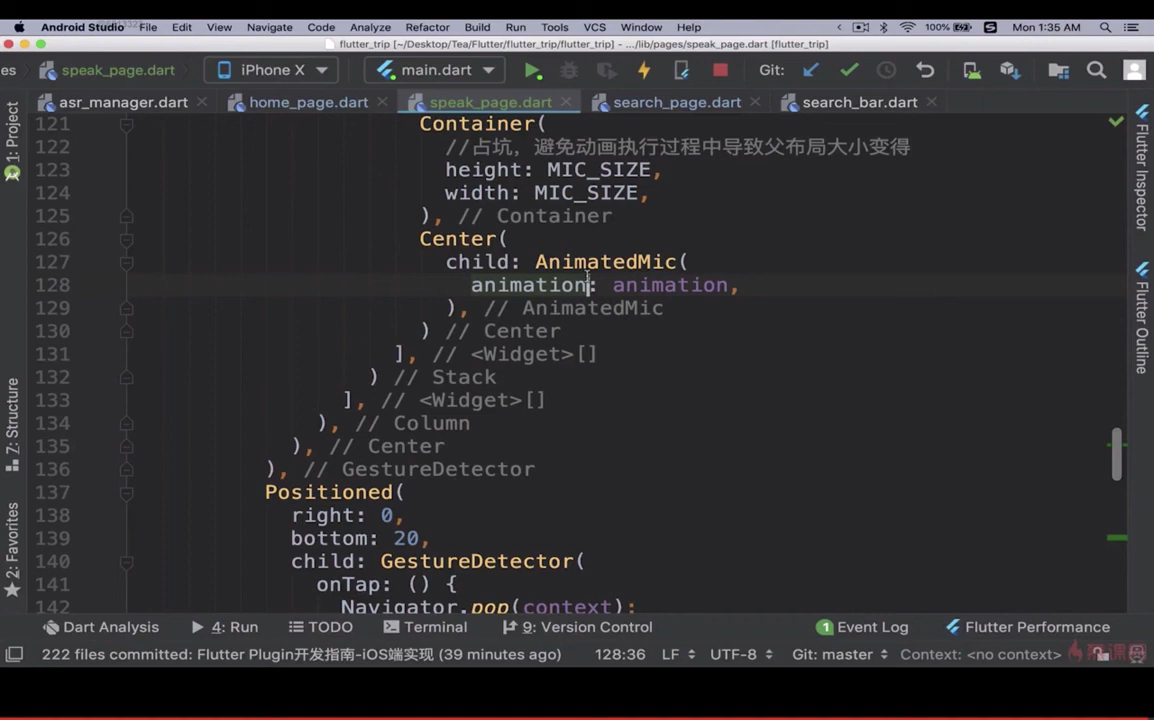 Android Studio File Edit View Navigate Code Analyze Refactor Build Run Tools VCS Window Help 100% Mon 1:35 AM
flutter_trip [~/Desktop/Tea/Flutter/flutter_trip/flutter_trip] - .../lib/pages/speak_page.dart [flutter_trip]
es speak_page.dart iPhone X main.dart Git:
asr_manager.dart home_page.dart speak_page.dart search_page.dart search_bar.dart
1: Project
Z: Structure
2: Favorites
121 Container(
122 //占坑，避免动画执行过程中导致父布局大小变得
123 height: MIC_SIZE,
124 width: MIC_SIZE,
125 ), // Container
126 Center(
127 child: AnimatedMic(
128 animation: animation,
129 ), // AnimatedMic
130 ) // Center
131 ], // <Widget>[]
132 ) // Stack
133 ], // <Widget>[]
134 ), // Column
135 ), // Center
136 ), // GestureDetector
137 Positioned(
138 right: 0,
139 bottom: 20,
140 child: GestureDetector(
141 onTap: () {
142 Navigator.pop(context);
Flutter Inspector
Flutter Outline
Dart Analysis 4: Run TODO Terminal 9: Version Control 1 Event Log Flutter Performance
222 files committed: Flutter Plugin开发指南-iOS端实现 (39 minutes ago) 128:36 LF UTF-8 Git: master Context: <no context>